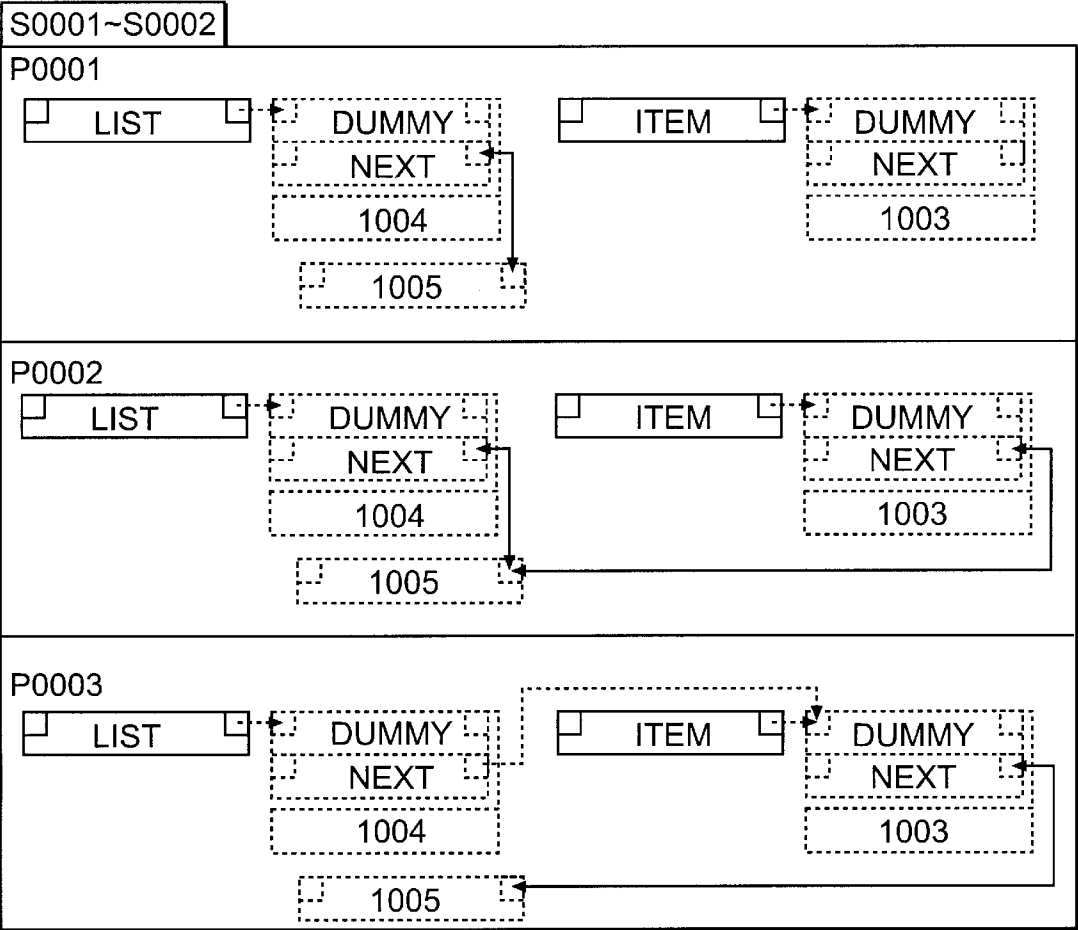 S0001~S0002
P0001
LIST DUMMY ITEM DUMMY
NEXT NEXT
1004 1003
1005
P0002
LIST DUMMY ITEM DUMMY
NEXT NEXT
1004 1003
1005
P0003
LIST DUMMY ITEM DUMMY
NEXT NEXT
1004 1003
1005